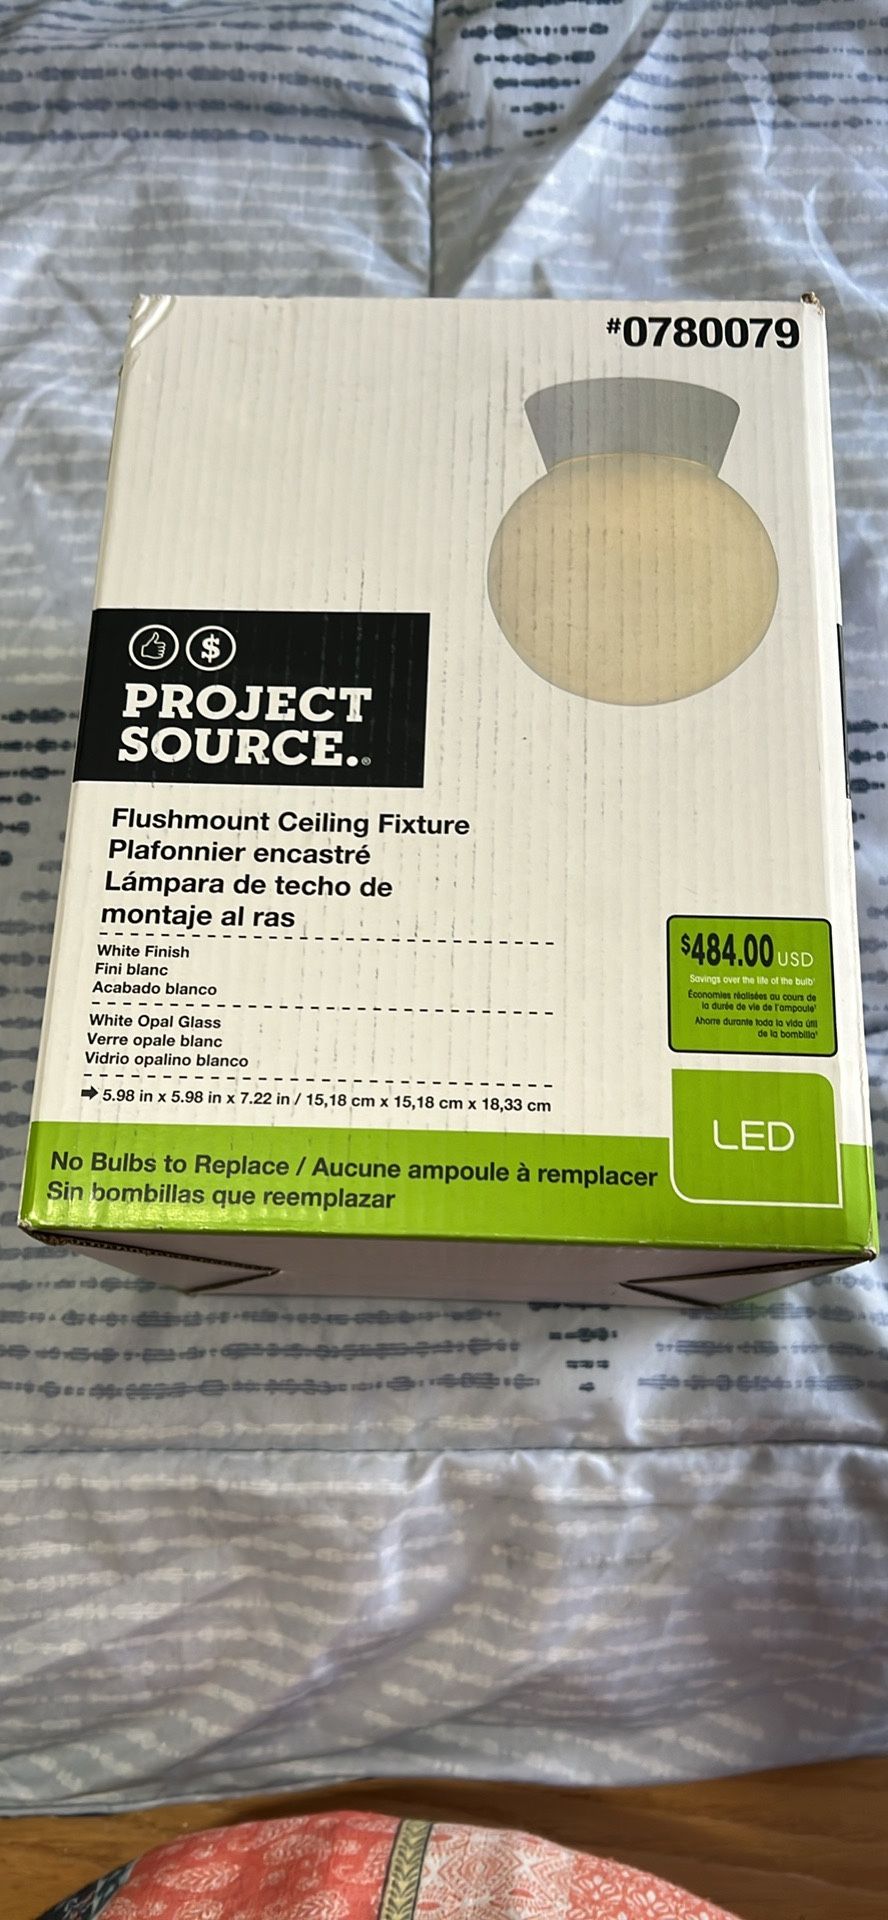 #0780079
$
PROJECT
SOURCE.®
Flushmount Ceiling Fixture
Plafonnier encastré
Lámpara de techo de
montaje al ras
White Finish
Fini blanc
Acabado blanco
White Opal Glass
Verre opale blanc
Vidrio opalino blanco
5.98 in x 5.98 in x 7.22 in / 15,18 cm x 15,18 cm x 18,33 cm
$484.00 USD
Savings over the life of the bulb¹
Économies réalisées au cours de
la durée de vie de l'ampoule¹
Ahorre durante toda la vida útil
de la bombilla¹
LED
No Bulbs to Replace / Aucune ampoule à remplacer
Sin bombillas que reemplazar